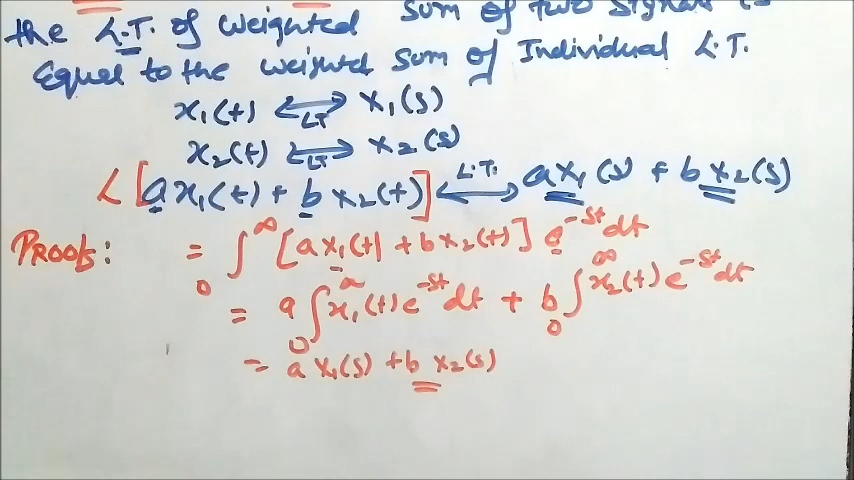 the L.T. of weighted sum of two signals is
Equal to the weighted sum of Individual L.T.
x₁(t) ⟷ LT X₁(s)
x₂(t) ⟷ LT X₂(s)
L[a x₁(t) + b x₂(t)] ⟷ L.T. a X₁(s) + b X₂(s)
PROOF: = ∫₀^∞ [a x₁(t) + b x₂(t)] e^-st dt
= a ∫₀^∞ x₁(t) e^-st dt + b ∫₀^∞ x₂(t) e^-st dt
= a X₁(s) + b X₂(s)